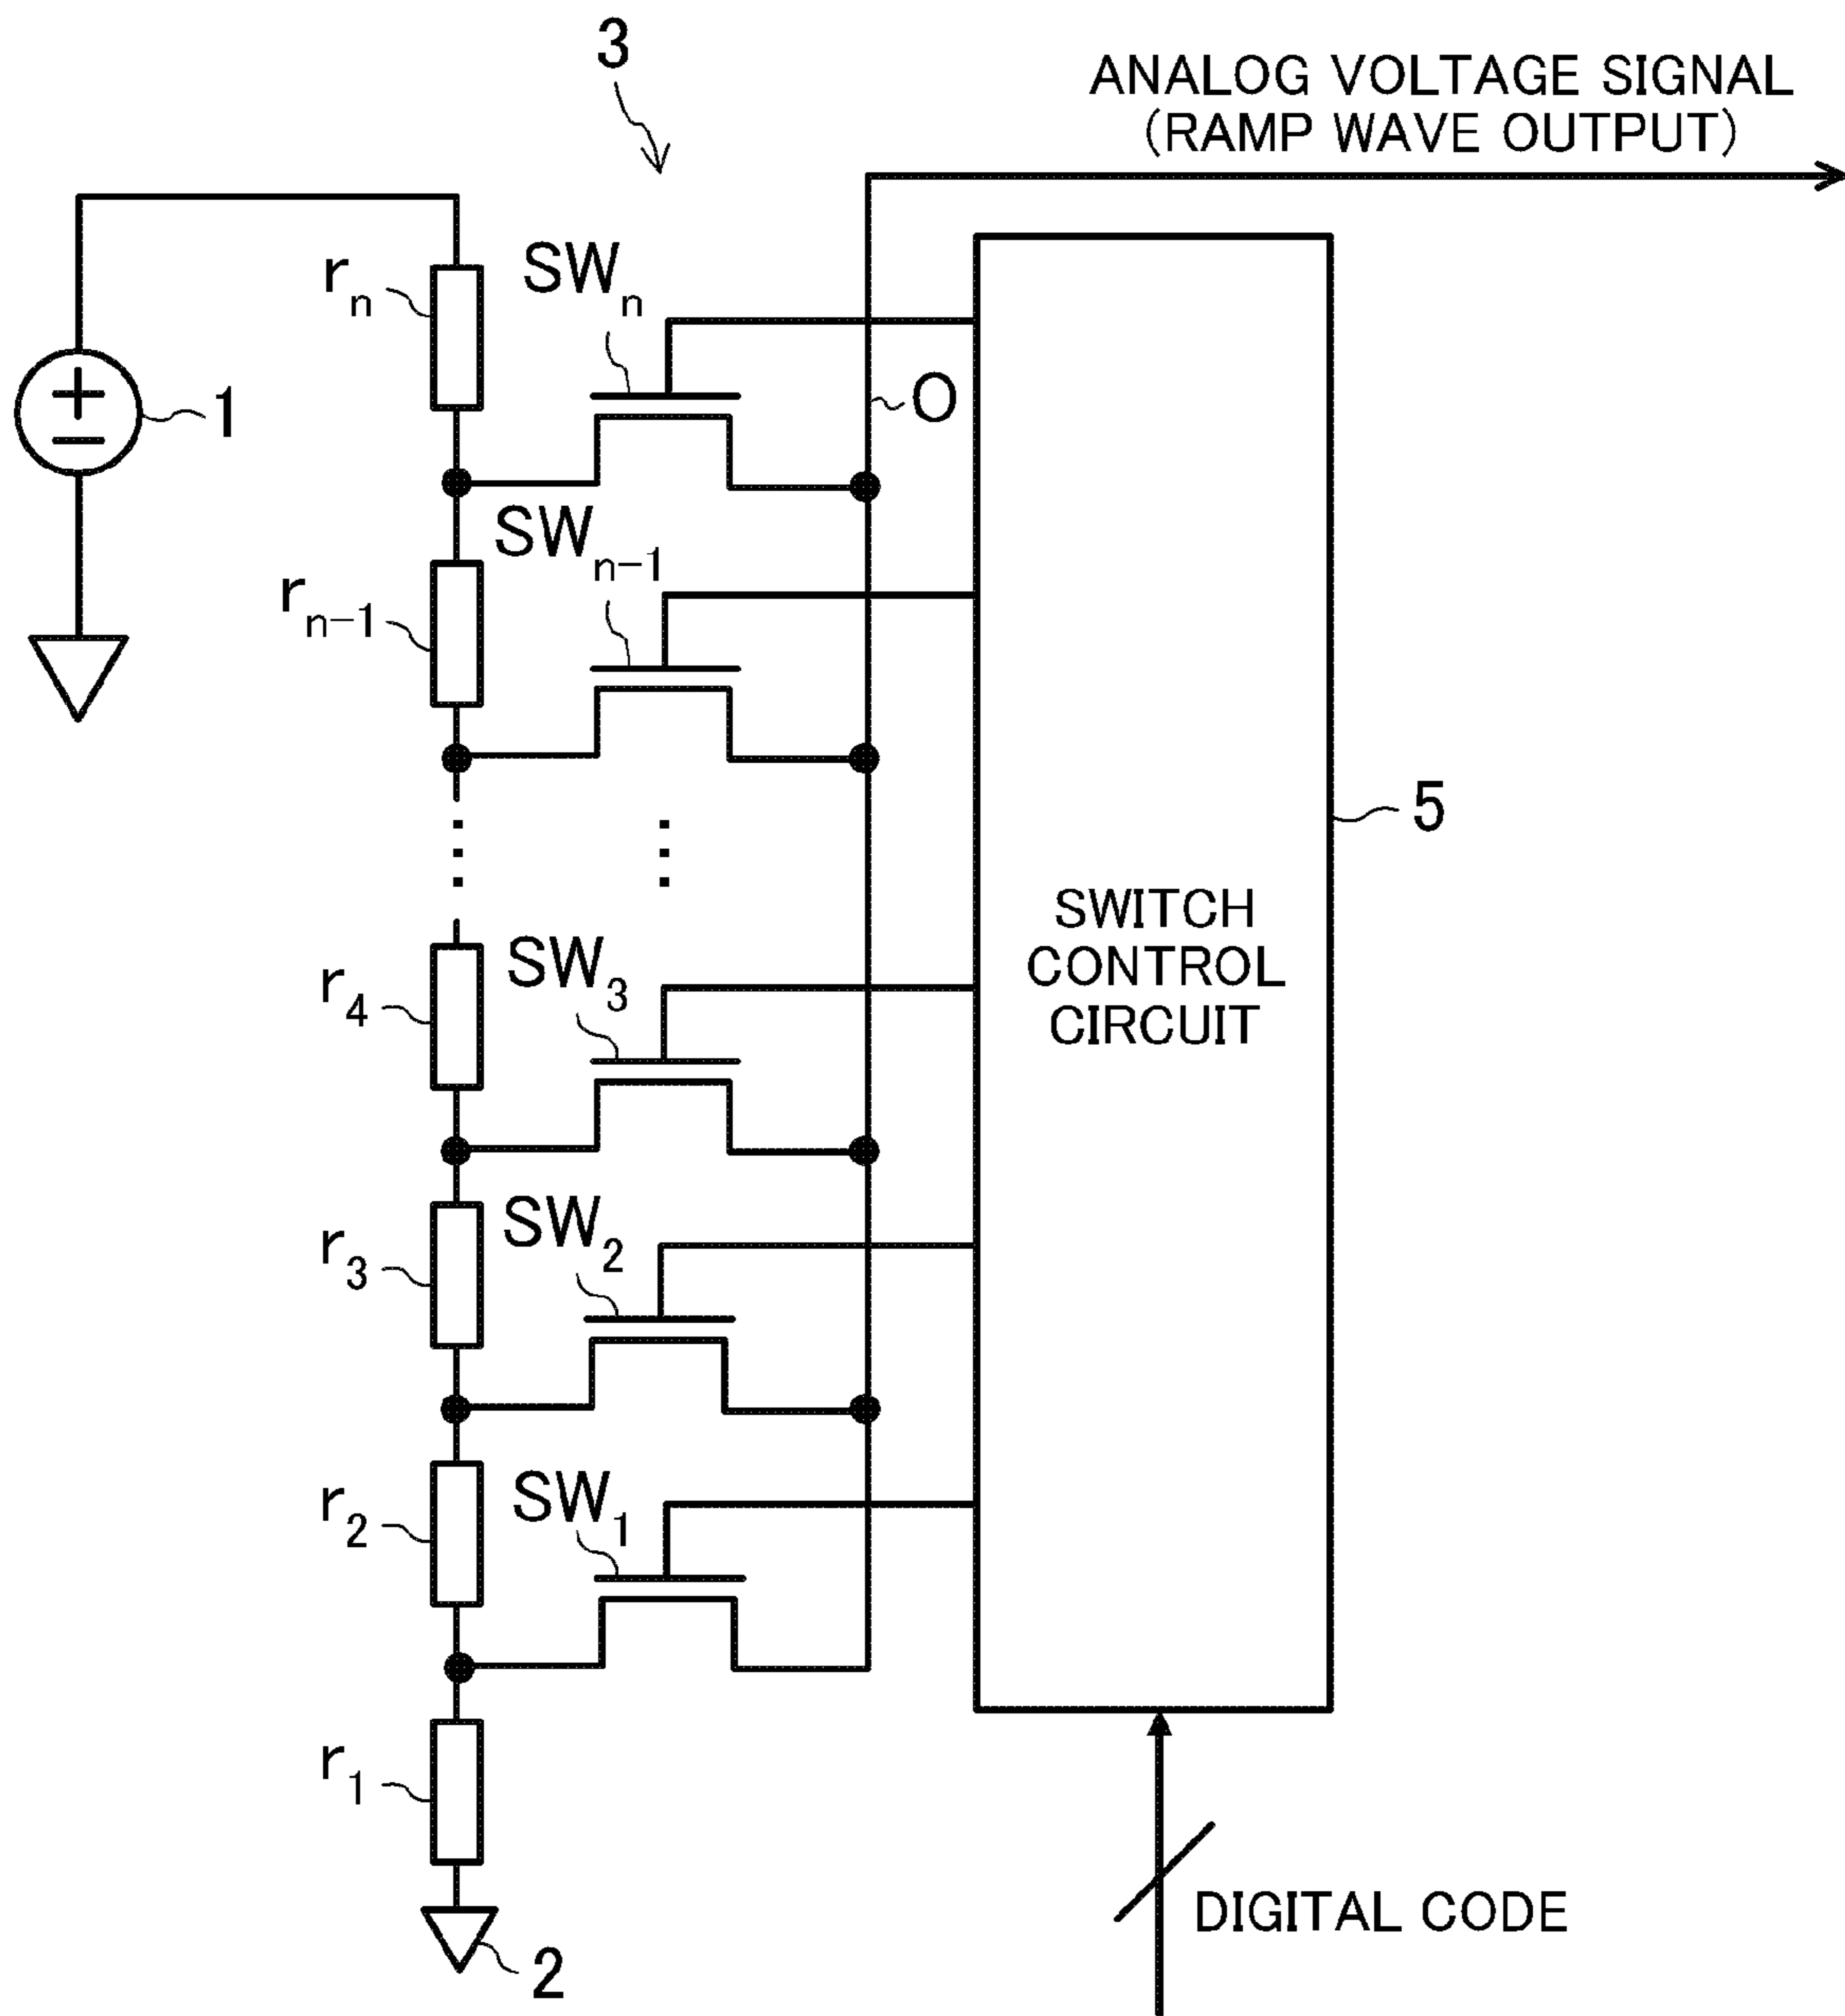 3
ANALOG VOLTAGE SIGNAL
(RAMP WAVE OUTPUT)
rn
SWn
1
O
SWn-1
rn-1
5
SWITCH
CONTROL
CIRCUIT
r4
SW3
r3
SW2
r2
SW1
r1
2
DIGITAL CODE